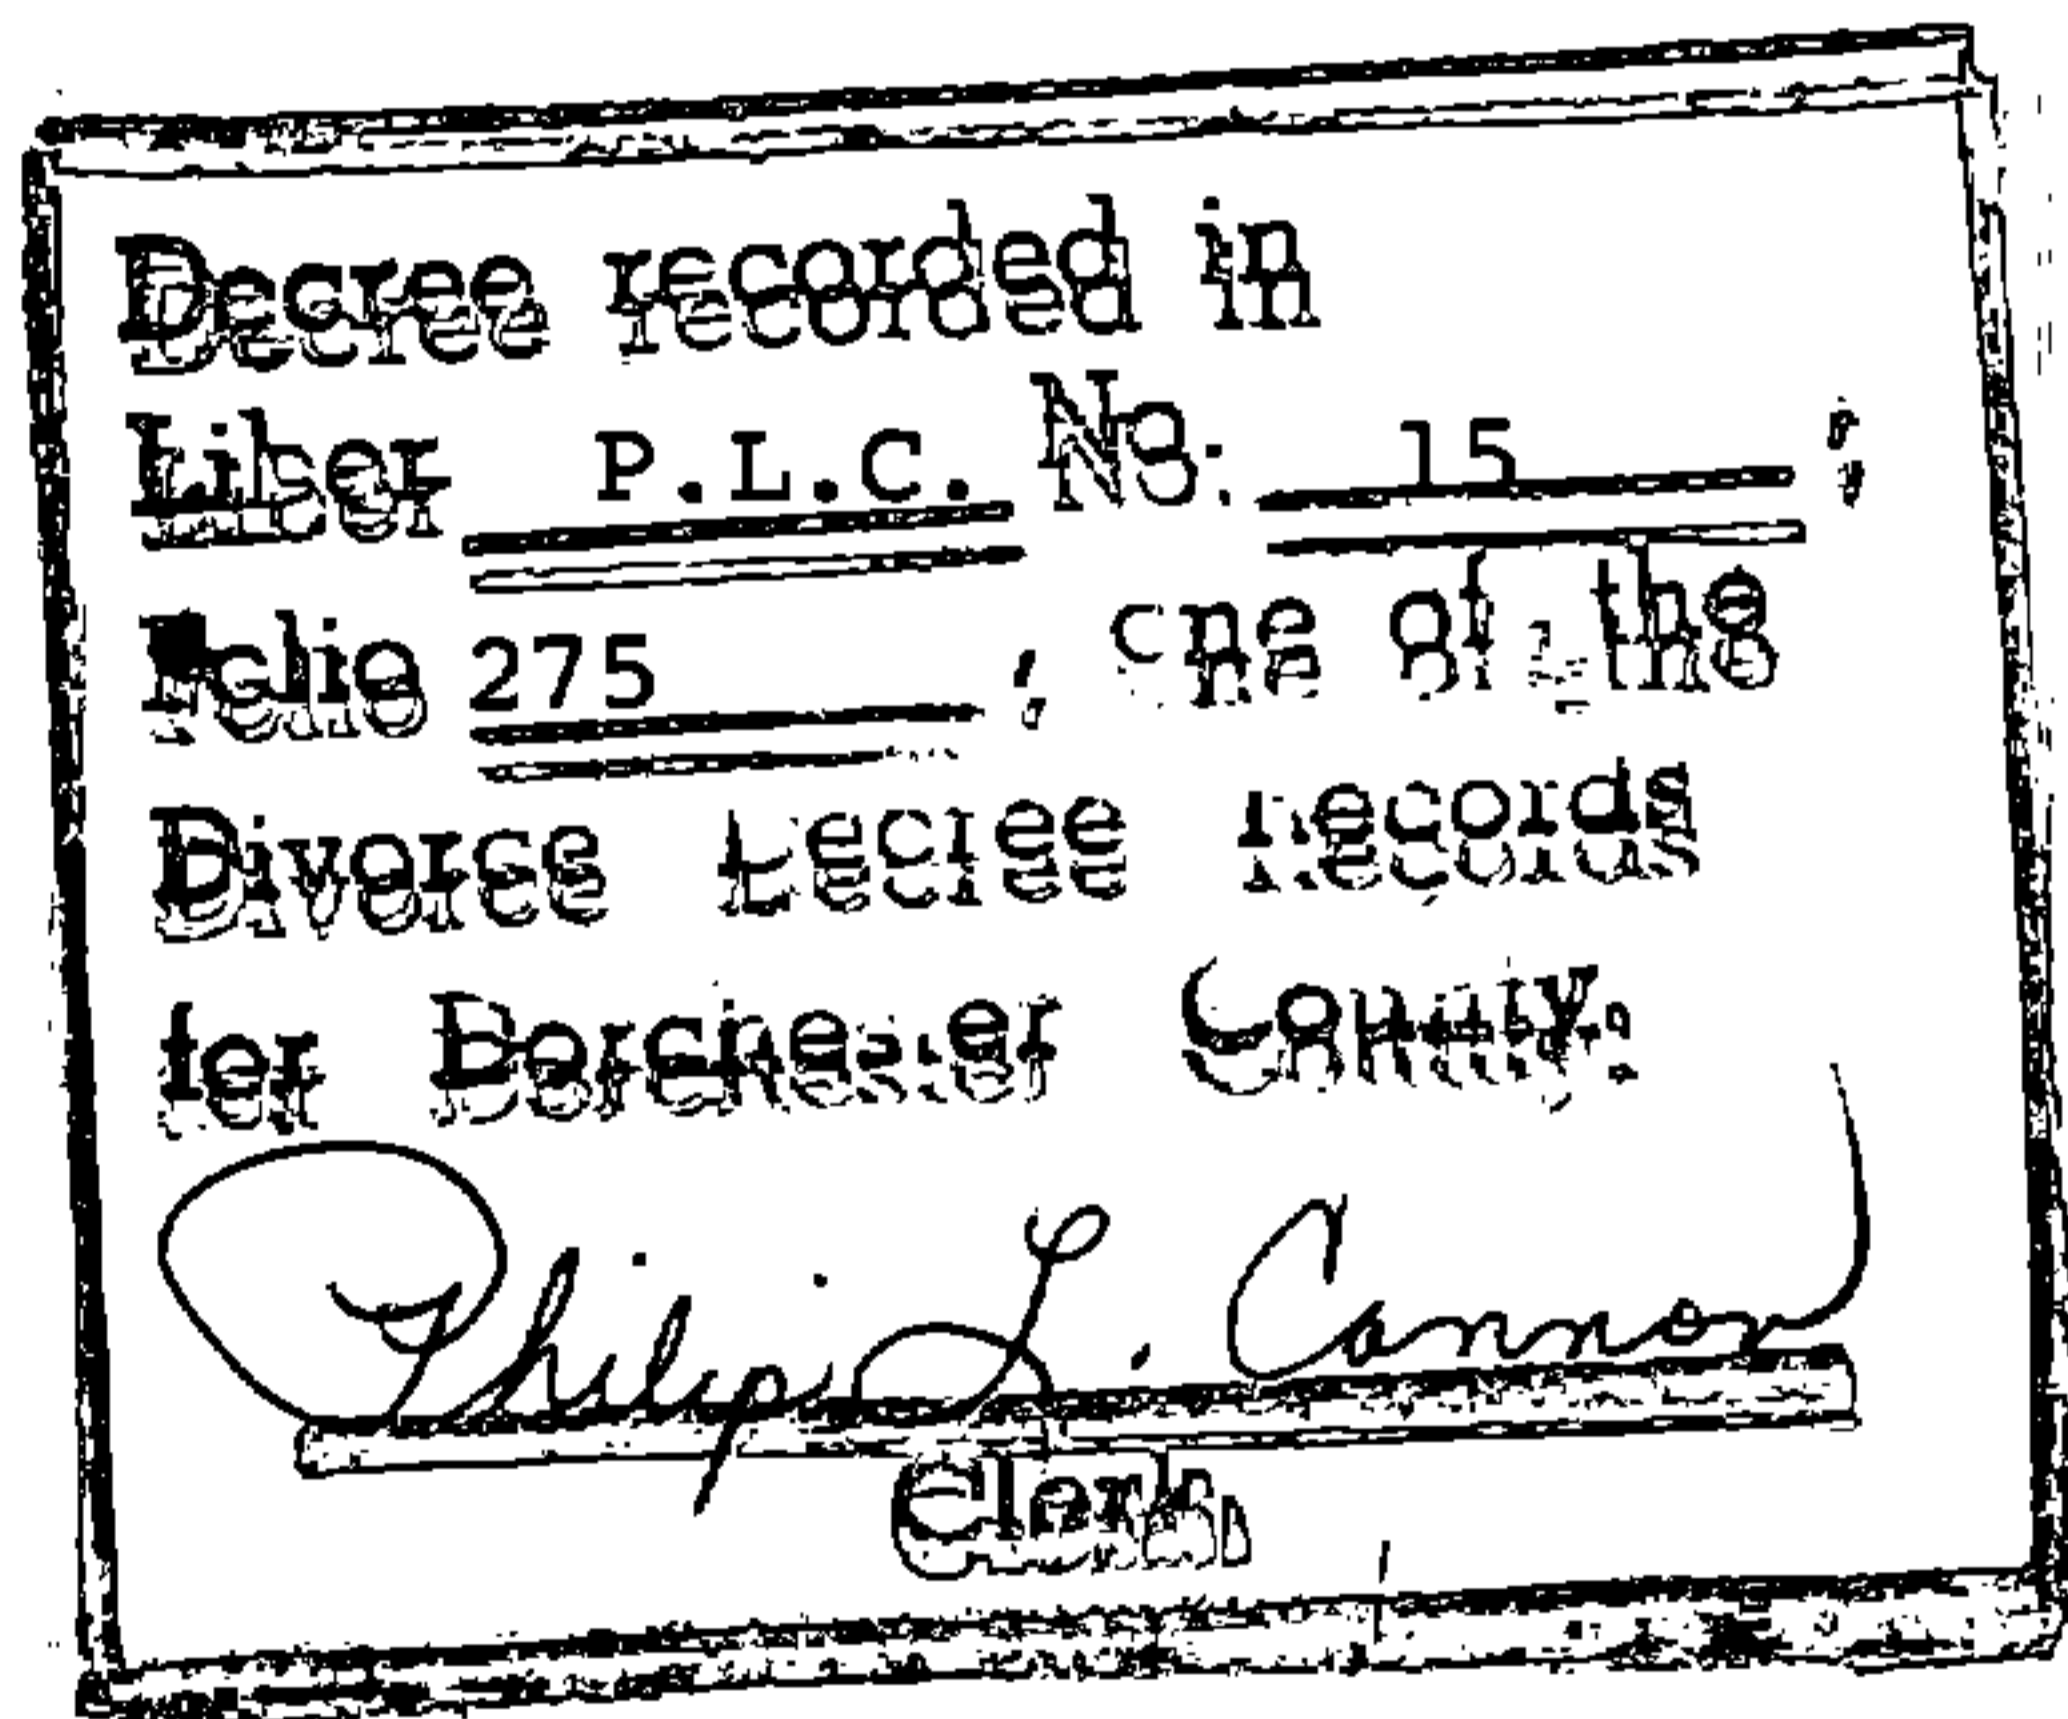 Decree recorded in
Liber P.L.C. No. 15,
Folio 275, one of the
Divorce Decree Records
for Dorchester County.
Philip L. Cannon
Clerk